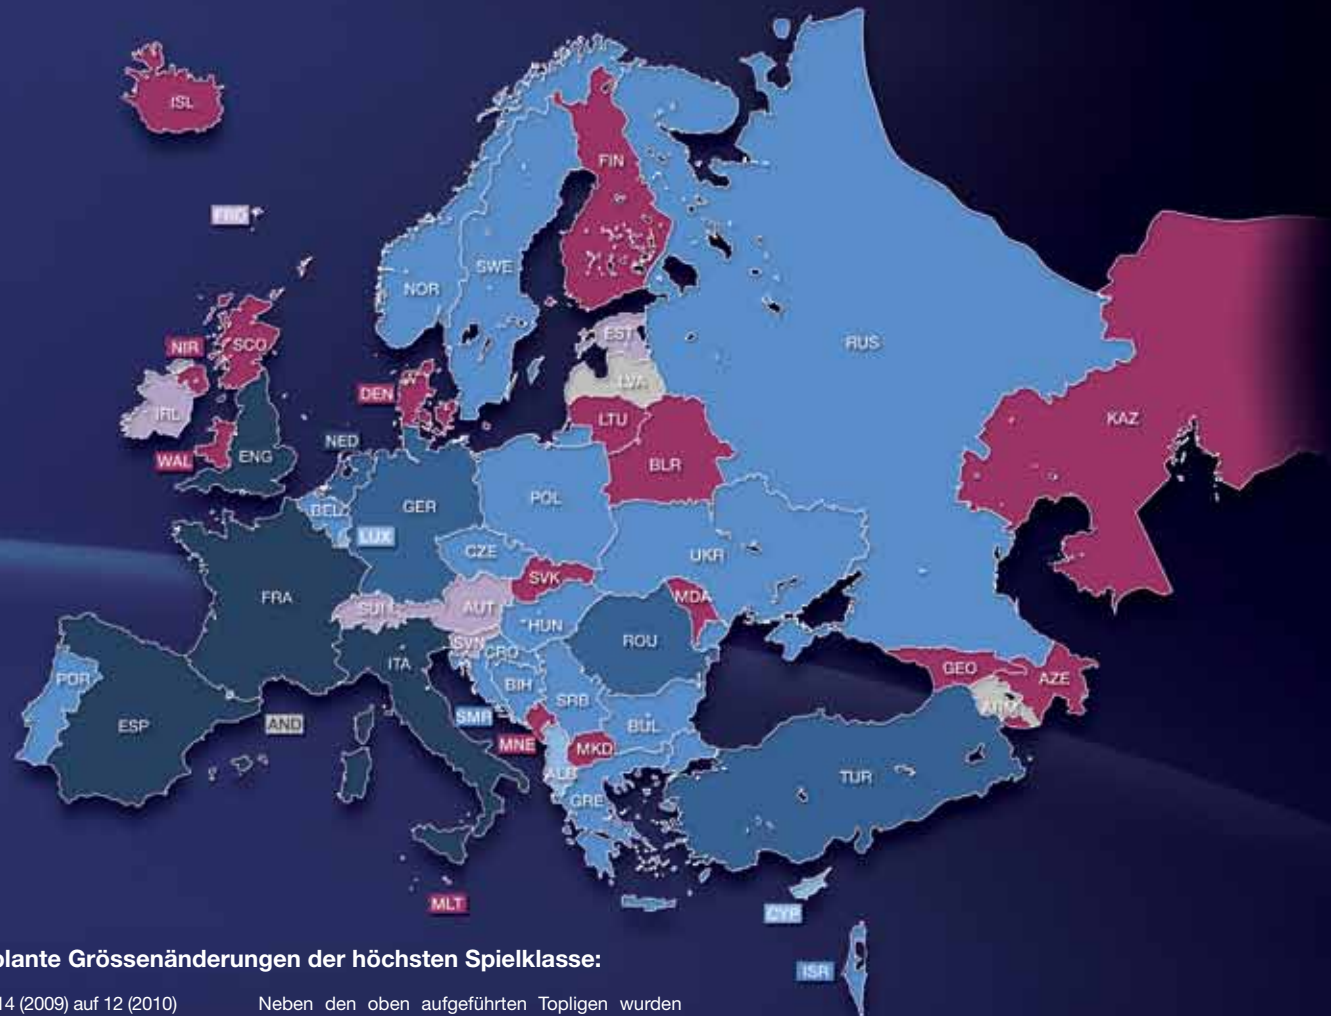 ISL
FIN
FRO
SWE
NOR
RUS
EST
NIR
SCO
LVA
DEN
IRL
LTU
KAZ
NED
WAL
ENG
BLR
GER
POL
BEL
LUX
CZE
UKR
SVK
FRA
MDA
SUI
AUT
HUN
ROU
SVN
CRO
ITA
GEO
AZE
POR
BIH
SRB
ARM
SMR
AND
ESP
BUL
MNE
MKD
ALB
TUR
GRE
MLT
CYP
ISR
plante Grössenänderungen der höchsten Spielklasse:
14 (2009) auf 12 (2010)
Neben den oben aufgeführten Topligen wurden